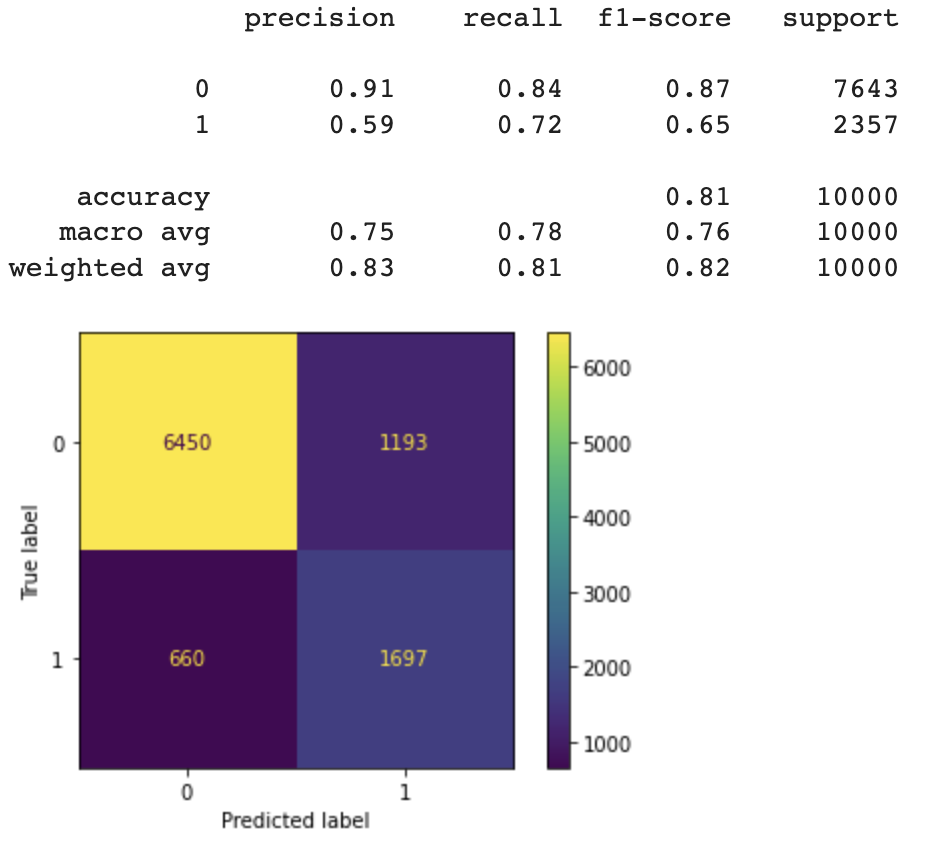 precision recall f1-score support
0 0.91 0.84 0.87 7643
1 0.59 0.72 0.65 2357
accuracy 0.81 10000
macro avg 0.75 0.78 0.76 10000
weighted avg 0.83 0.81 0.82 10000
6000
0 6450 1193
5000
4000
True label
3000
1 660 1697
2000
1000
0 1
Predicted label